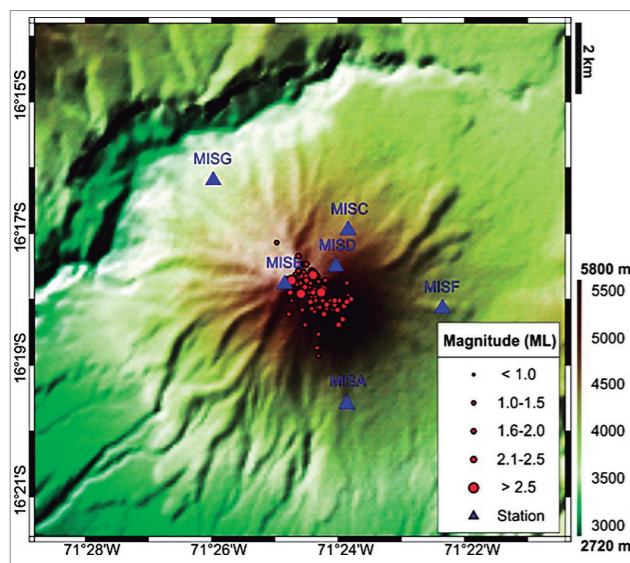 2 km
16°15'S
16°17'S
16°19'S
16°21'S
MISG
MISC
MISD
MISB
MISF
MISA
5800 m
5500
5000
4500
4000
3500
3000
2720 m
Magnitude (ML)
< 1.0
1.0-1.5
1.6-2.0
2.1-2.5
> 2.5
Station
71°28'W
71°26'W
71°24'W
71°22'W